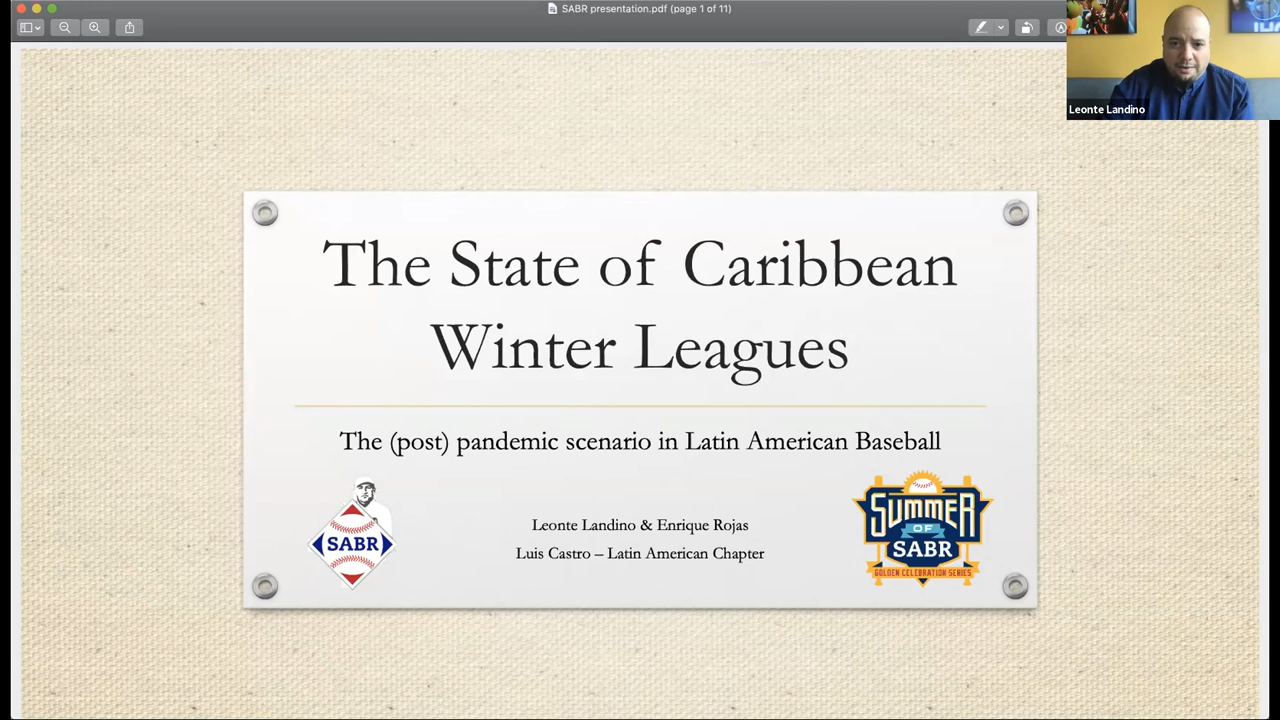 SABR presentation.pdf (page 1 of 11)
Leonte Landino
The State of Caribbean
Winter Leagues
The (post) pandemic scenario in Latin American Baseball
SABR
Leonte Landino & Enrique Rojas
Luis Castro – Latin American Chapter
SUMMER
OF
SABR
GOLDEN CELEBRATION SERIES